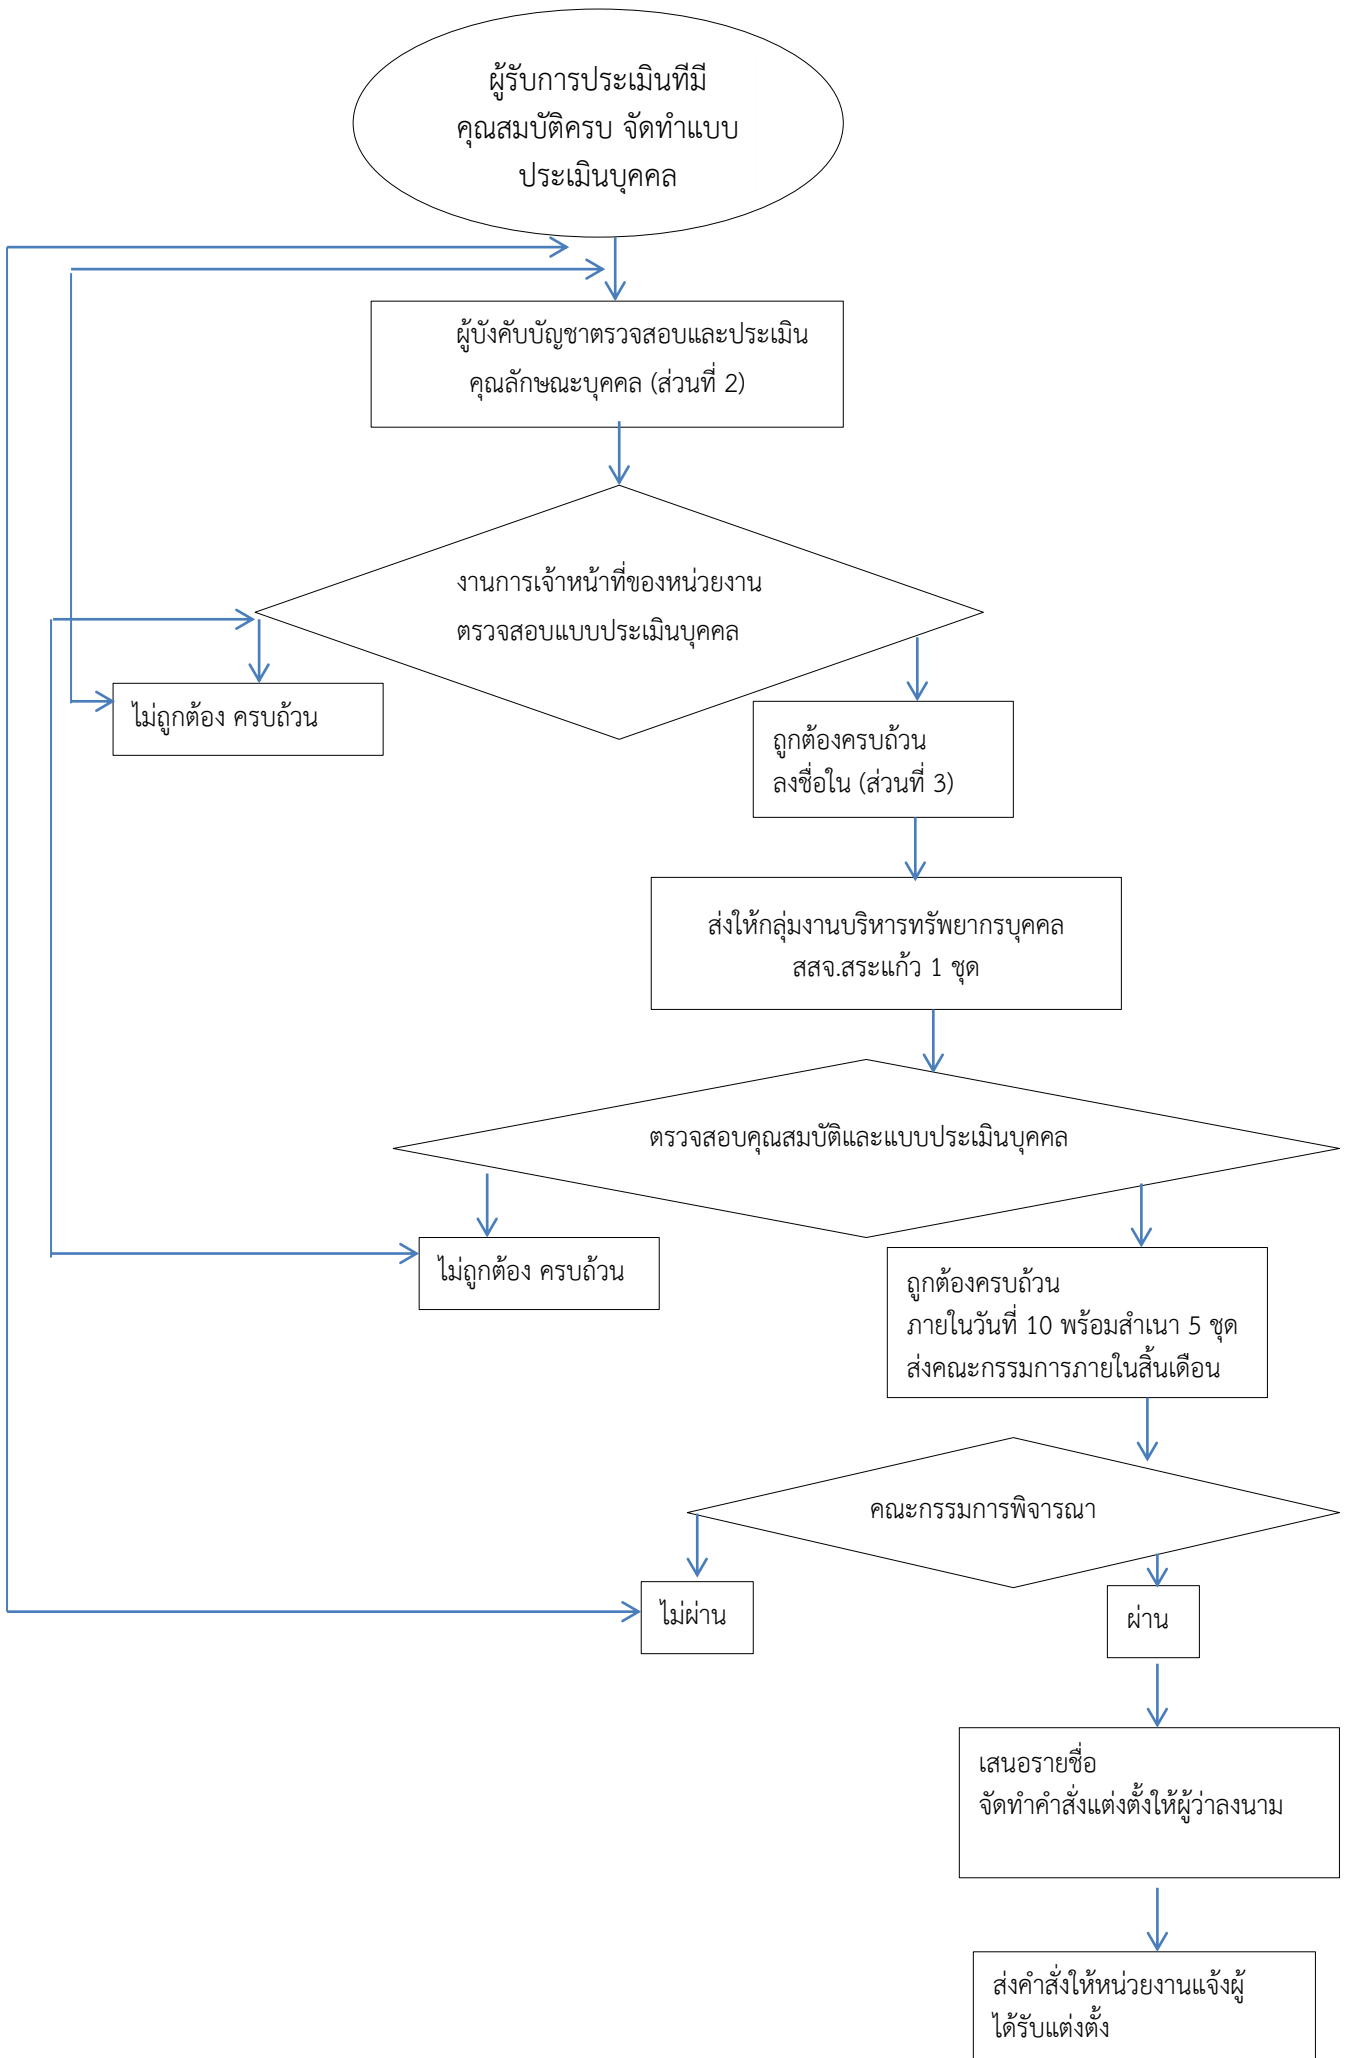 ผู้รับการประเมินทีมี
คุณสมบัติครบ จัดทำแบบ
ประเมินบุคคล
ผู้บังคับบัญชาตรวจสอบและประเมิน
คุณลักษณะบุคคล (ส่วนที่ 2)
งานการเจ้าหน้าที่ของหน่วยงาน
ตรวจสอบแบบประเมินบุคคล
ไม่ถูกต้อง ครบถ้วน
ถูกต้องครบถ้วน
ลงชื่อใน (ส่วนที่ 3)
ส่งให้กลุ่มงานบริหารทรัพยากรบุคคล
สสจ.สระแก้ว 1 ชุด
ตรวจสอบคุณสมบัติและแบบประเมินบุคคล
ไม่ถูกต้อง ครบถ้วน
ถูกต้องครบถ้วน
ภายในวันที่ 10 พร้อมสำเนา 5 ชุด
ส่งคณะกรรมการภายในสิ้นเดือน
คณะกรรมการพิจารณา
ไม่ผ่าน
ผ่าน
เสนอรายชื่อ
จัดทำคำสั่งแต่งตั้งให้ผู้ว่าลงนาม
ส่งคำสั่งให้หน่วยงานแจ้งผู้
ได้รับแต่งตั้ง